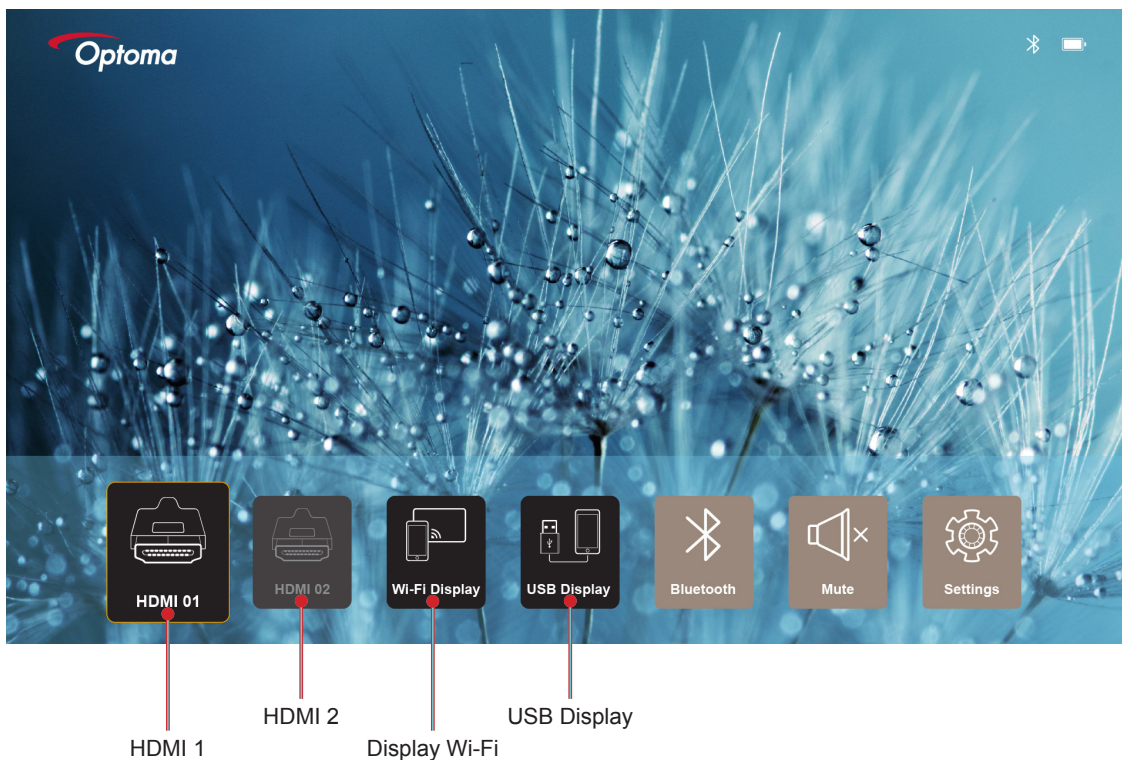 Optoma
HDMI 01
HDMI 02
Wi-Fi Display
USB Display
Bluetooth
Mute
Settings
HDMI 2
USB Display
HDMI 1
Display Wi-Fi